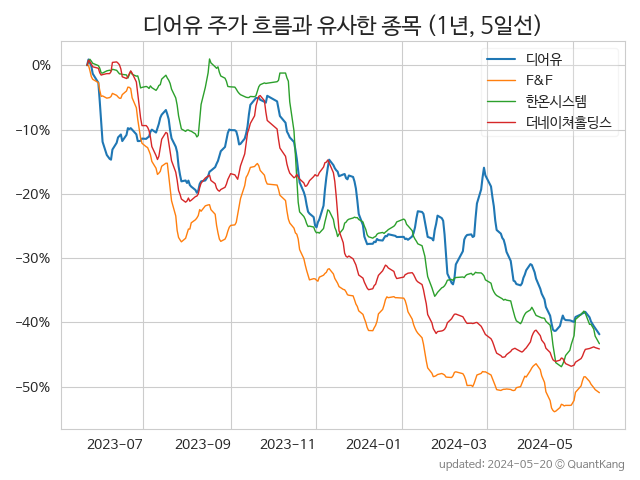 디어유 주가 흐름과 유사한 종목 (1년, 5일선)
디어유
F&F
한온시스템
더네이쳐홀딩스
0%
−10%
−20%
−30%
−40%
−50%
2023-07
2023-09
2023-11
2024-01
2024-03
2024-05
updated: 2024-05-20 © QuantKang